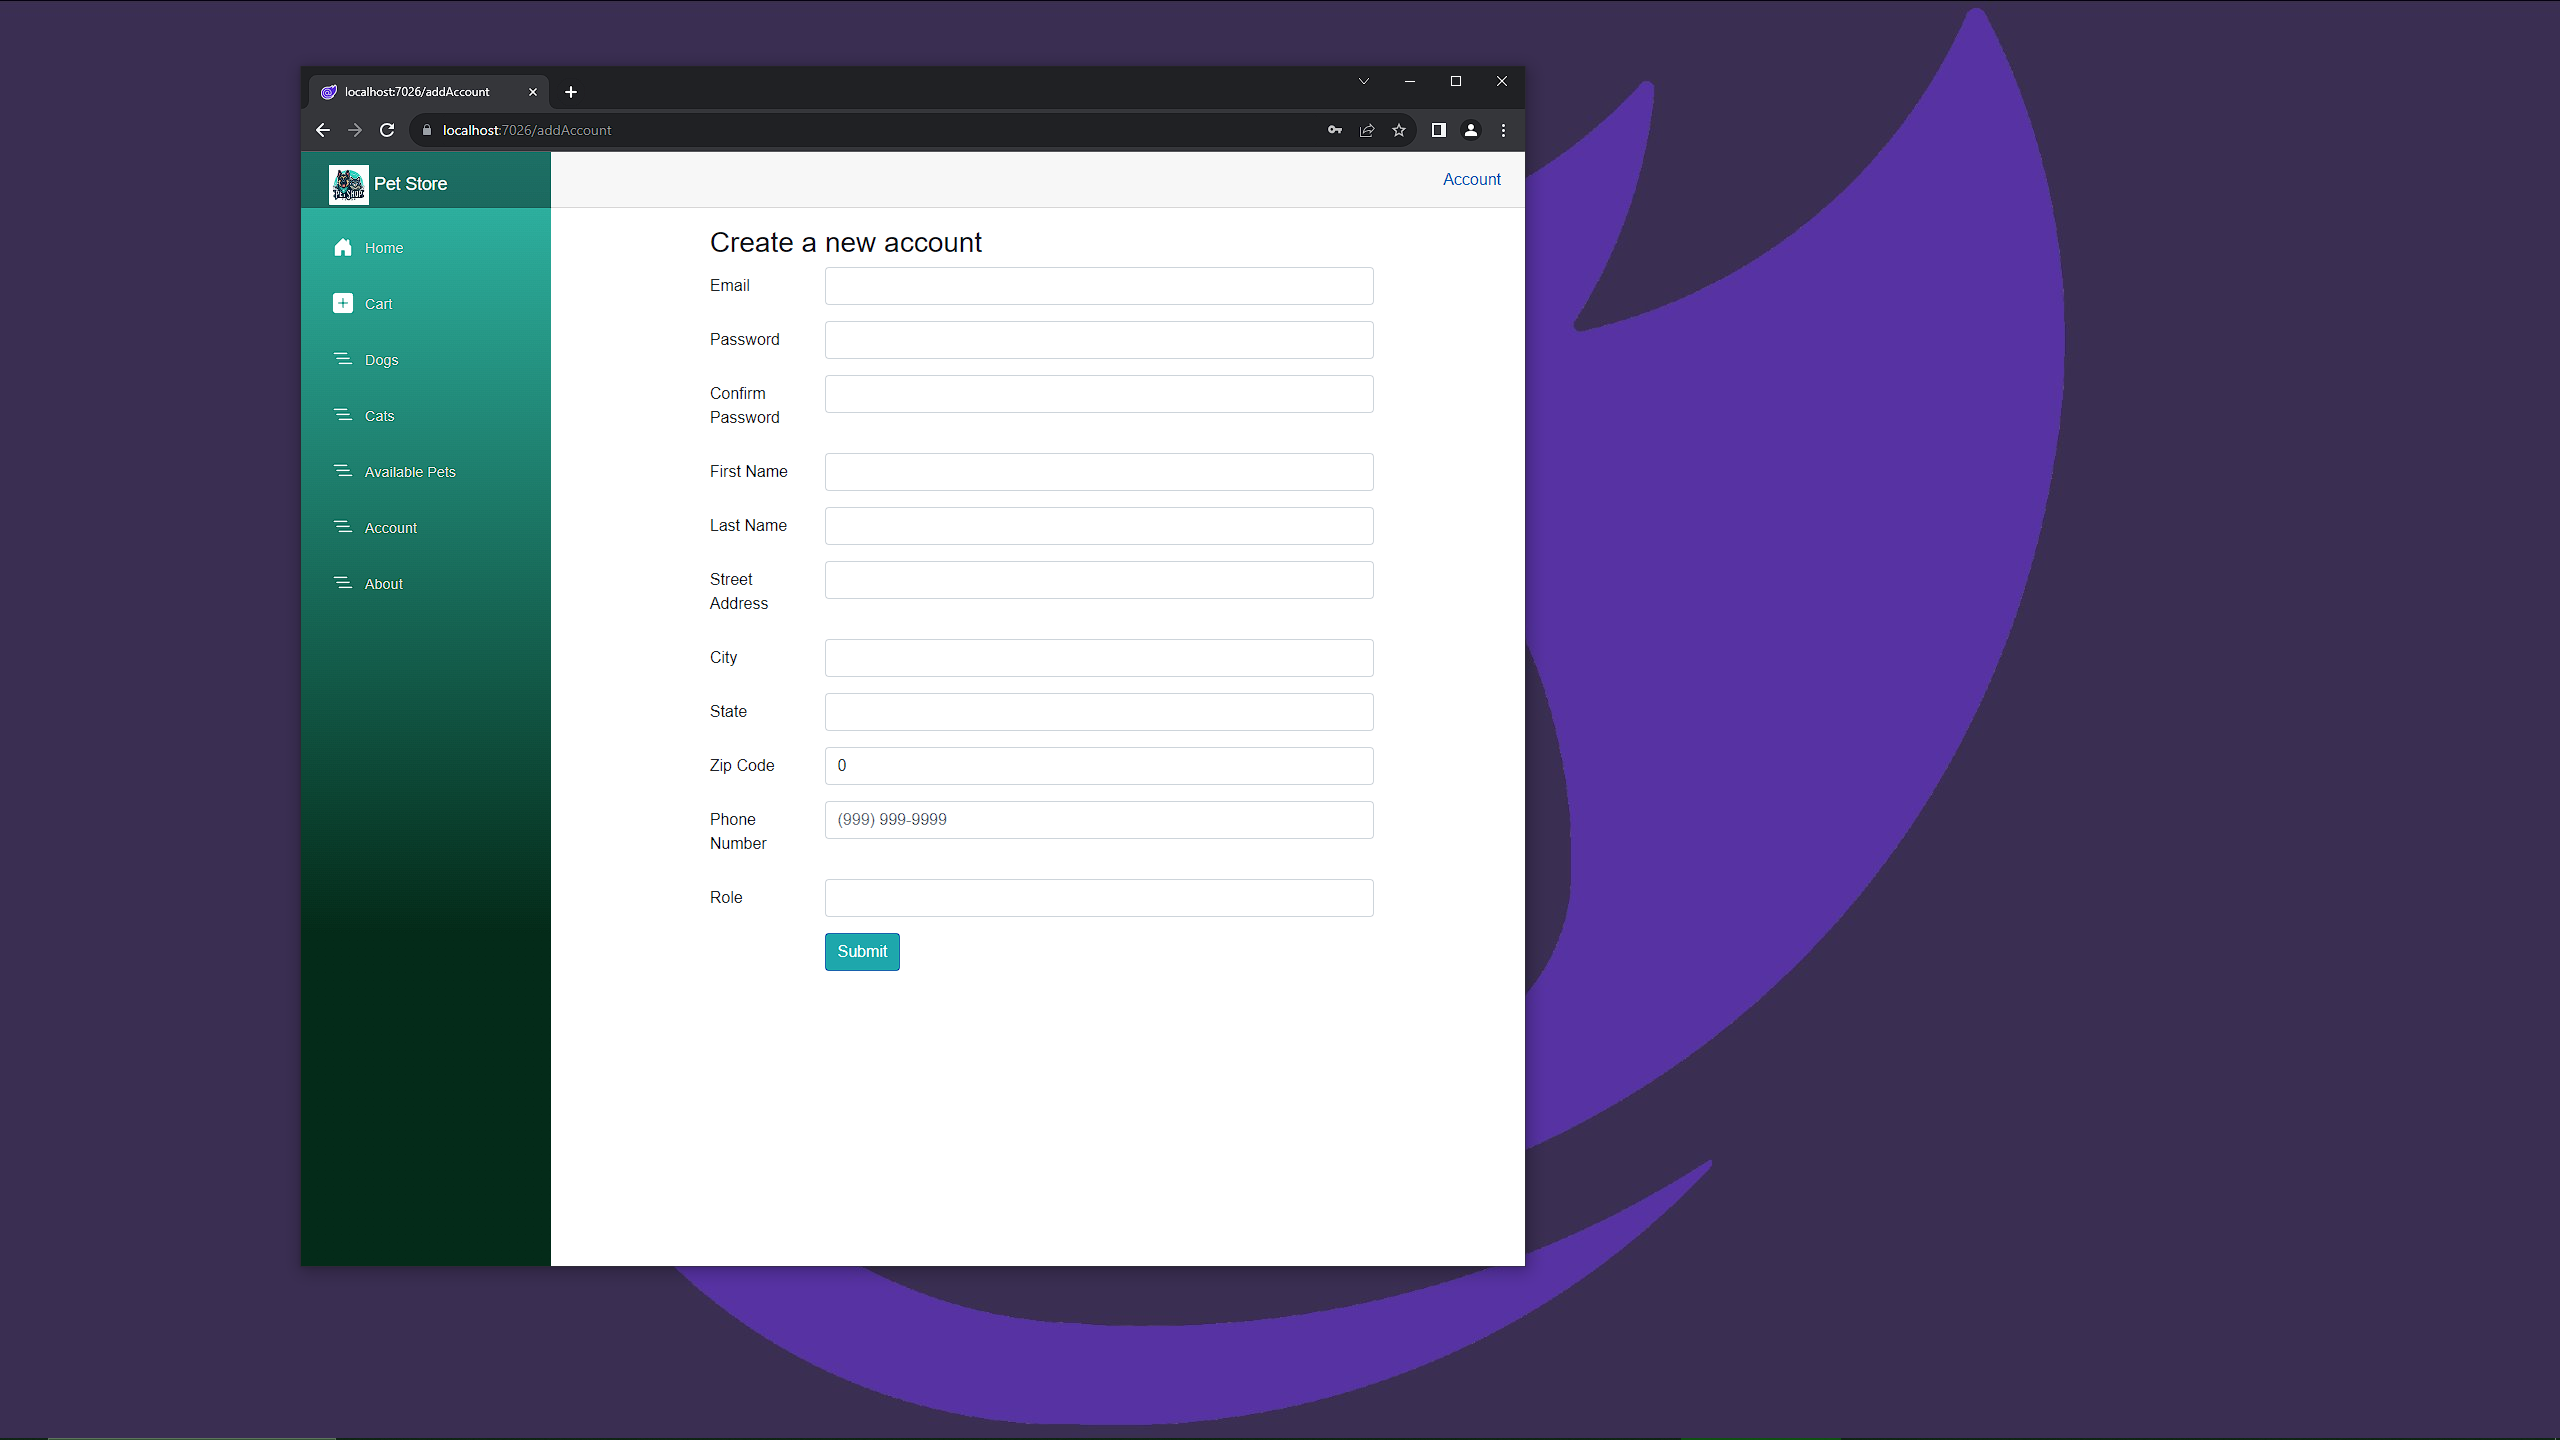 localhost:7026/addAccount
localhost:7026/addAccount
PETSHOP
Pet Store
Account
Home
Cart
Dogs
Cats
Available Pets
Account
About
Create a new account
Email
Password
Confirm
Password
First Name
Last Name
Street
Address
City
State
Zip Code
0
Phone
Number
(999) 999-9999
Role
Submit